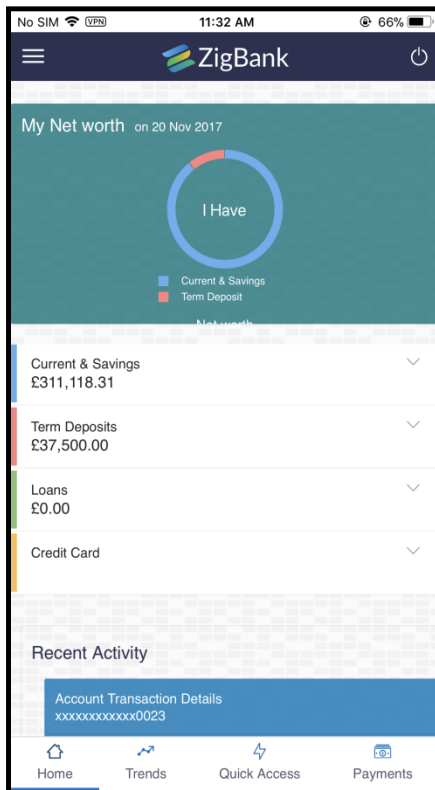 No SIM VPN 11:32 AM 66%
ZigBank
My Net worth on 20 Nov 2017
I Have
Current & Savings
Term Deposit
Net worth
Current & Savings
£311,118.31
Term Deposits
£37,500.00
Loans
£0.00
Credit Card
Recent Activity
Account Transaction Details
xxxxxxxxxxxx0023
Home Trends Quick Access Payments